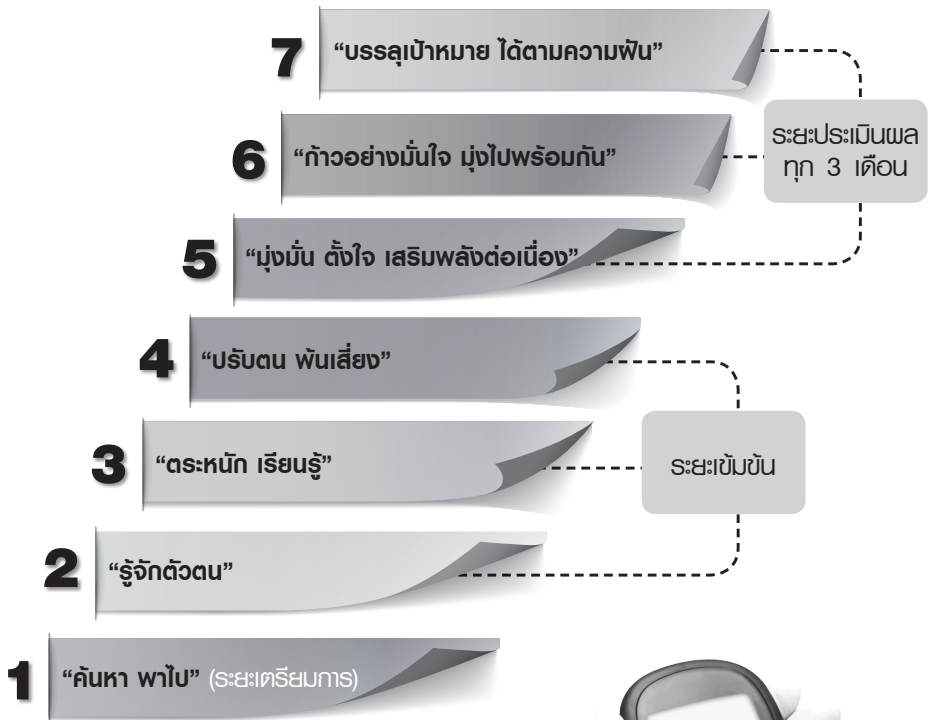 7 “บรรลุเป้าหมาย ได้ตามความฝัน”
6 “ก้าวอย่างมั่นใจ มุ่งไปพร้อมกัน”
ระยะประเมินผล
ทุก 3 เดือน
5 “มุ่งมั่น ตั้งใจ เสริมพลังต่อเนื่อง”
4 “ปรับตน พ้นเสี่ยง”
3 “ตระหนัก เรียนรู้”
ระยะเข้มข้น
2 “รู้จักตัวตน”
1 “ค้นหา พาไป” (ระยะเตรียมการ)